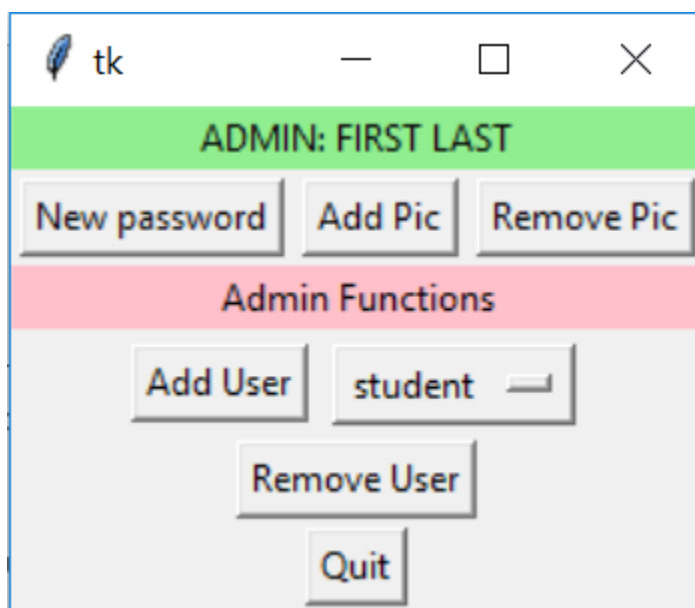 tk
ADMIN: FIRST LAST
New password Add Pic Remove Pic
Admin Functions
Add User student
Remove User
Quit